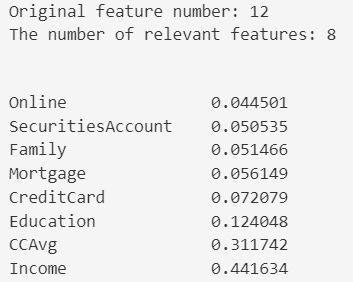 Original feature number: 12
The number of relevant features: 8
Online 0.044501
SecuritiesAccount 0.050535
Family 0.051466
Mortgage 0.056149
CreditCard 0.072079
Education 0.124048
CCAvg 0.311742
Income 0.441634